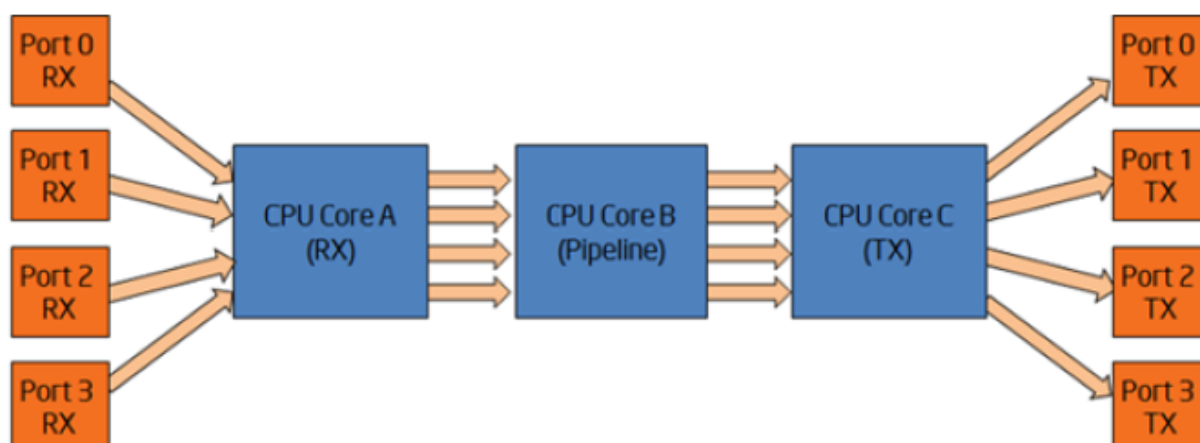 Port 0
RX
Port 1
RX
Port 2
RX
Port 3
RX
CPU Core A
(RX)
CPU Core B
(Pipeline)
CPU Core C
(TX)
Port 0
TX
Port 1
TX
Port 2
TX
Port 3
TX